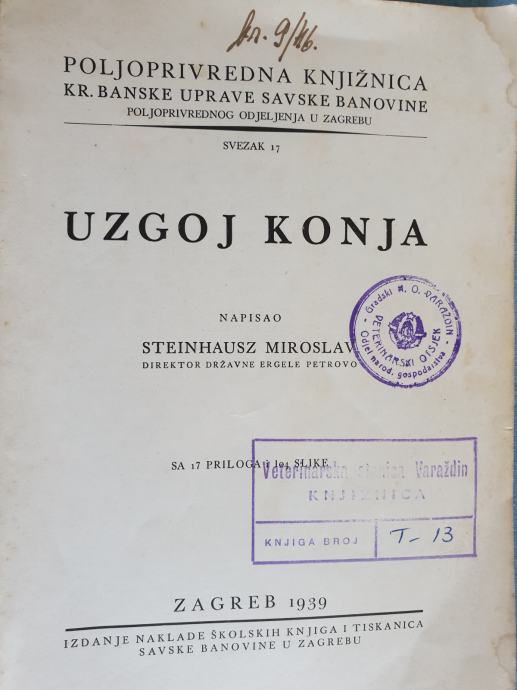 br. 9/46.
POLJOPRIVREDNA KNJIŽNICA
KR. BANSKE UPRAVE SAVSKE BANOVINE
POLJOPRIVREDNOG ODJELJENJA U ZAGREBU
SVEZAK 17
UZGOJ KONJA
NAPISAO
STEINHAUSZ MIROSLAV
DIREKTOR DRŽAVNE ERGELE PETROVO
Gradski N. O. VARAŽDIN
VETERINARSKI OTSJEK
Odjel narod. gospodarstva
SA 17 PRILOGA I 104 SLIKE
Veterinarska stanica Varaždin
KNJIŽNICA
KNJIGA BROJ T-13
ZAGREB 1939
IZDANJE NAKLADE ŠKOLSKIH KNJIGA I TISKANICA
SAVSKE BANOVINE U ZAGREBU